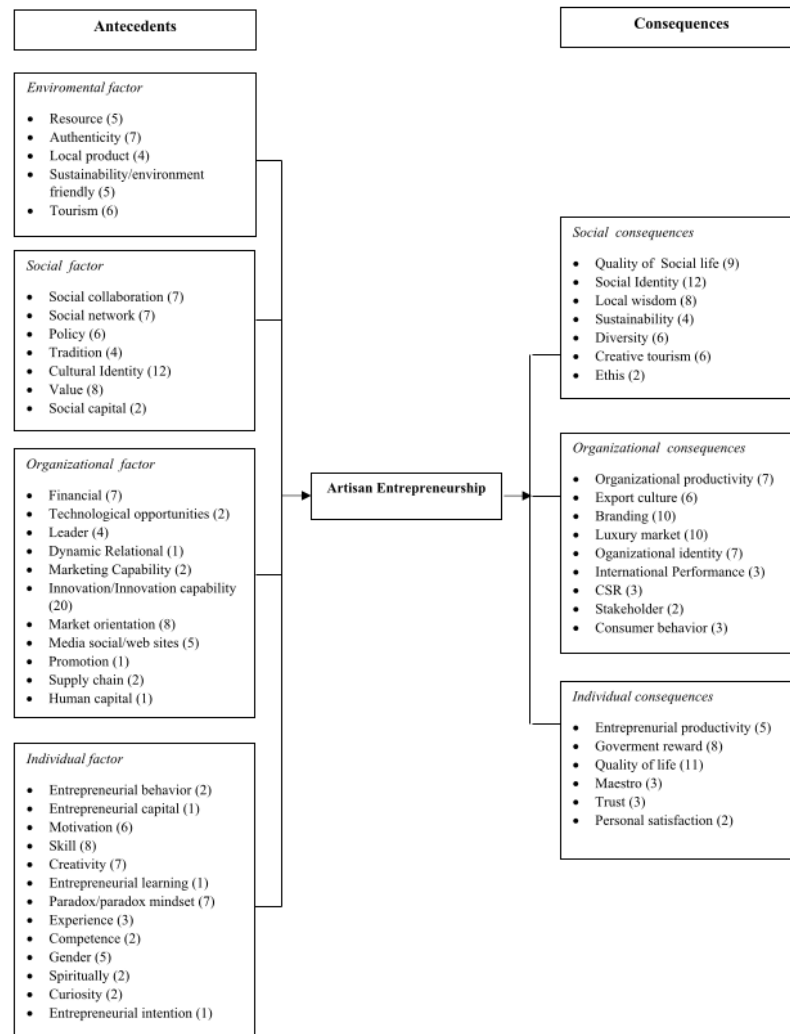 Antecedents
Enviromental factor
• Resource (5)
• Authenticity (7)
• Local product (4)
• Sustainability/environment
friendly (5)
• Tourism (6)
Social factor
• Social collaboration (7)
• Social network (7)
• Policy (6)
• Tradition (4)
• Cultural Identity (12)
• Value (8)
• Social capital (2)
Organizational factor
• Financial (7)
• Technological opportunities (2)
• Leader (4)
• Dynamic Relational (1)
• Marketing Capability (2)
• Innovation/Innovation capability
(20)
• Market orientation (8)
• Media social/web sites (5)
• Promotion (1)
• Supply chain (2)
• Human capital (1)
Individual factor
• Entrepreneurial behavior (2)
• Entrepreneurial capital (1)
• Motivation (6)
• Skill (8)
• Creativity (7)
• Entrepreneurial learning (1)
• Paradox/paradox mindset (7)
• Experience (3)
• Competence (2)
• Gender (5)
• Spiritually (2)
• Curiosity (2)
• Entrepreneurial intention (1)
Artisan Entrepreneurship
Consequences
Social consequences
• Quality of Social life (9)
• Social Identity (12)
• Local wisdom (8)
• Sustainability (4)
• Diversity (6)
• Creative tourism (6)
• Ethis (2)
Organizational consequences
• Organizational productivity (7)
• Export culture (6)
• Branding (10)
• Luxury market (10)
• Oganizational identity (7)
• International Performance (3)
• CSR (3)
• Stakeholder (2)
• Consumer behavior (3)
Individual consequences
• Entreprenurial productivity (5)
• Goverment reward (8)
• Quality of life (11)
• Maestro (3)
• Trust (3)
• Personal satisfaction (2)